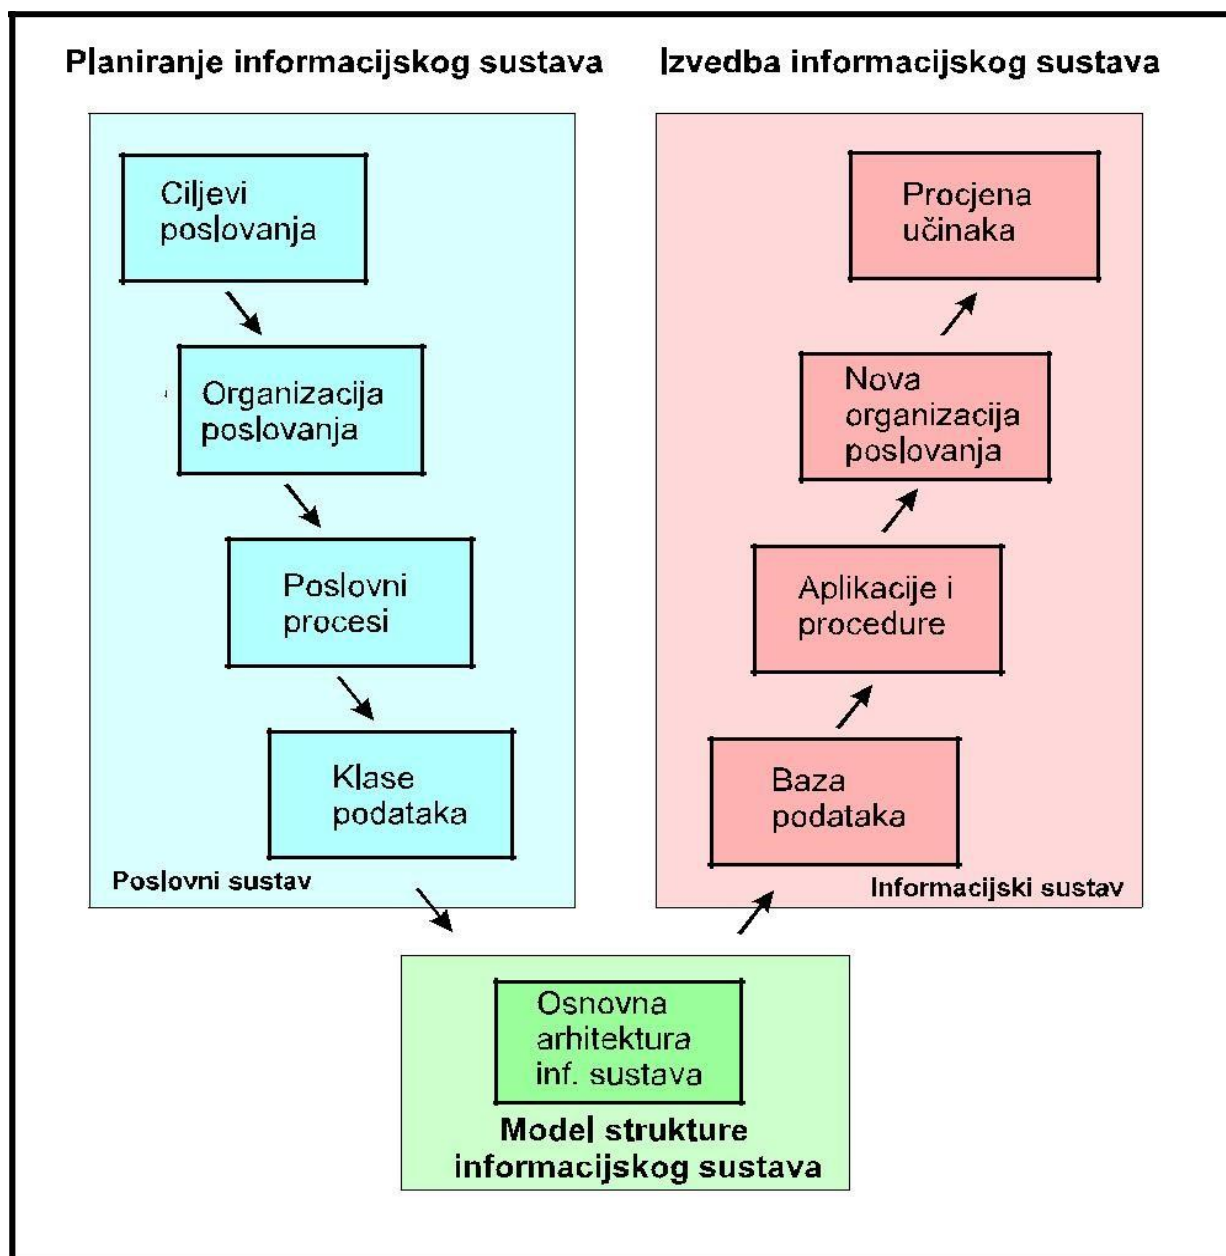 Planiranje informacijskog sustava
Izvedba informacijskog sustava
Ciljevi
poslovanja
Organizacija
poslovanja
Poslovni
procesi
Klase
podataka
Poslovni sustav
Procjena
učinaka
Nova
organizacija
poslovanja
Aplikacije i
procedure
Baza
podataka
Informacijski sustav
Osnovna
arhitektura
inf. sustava
Model strukture
informacijskog sustava